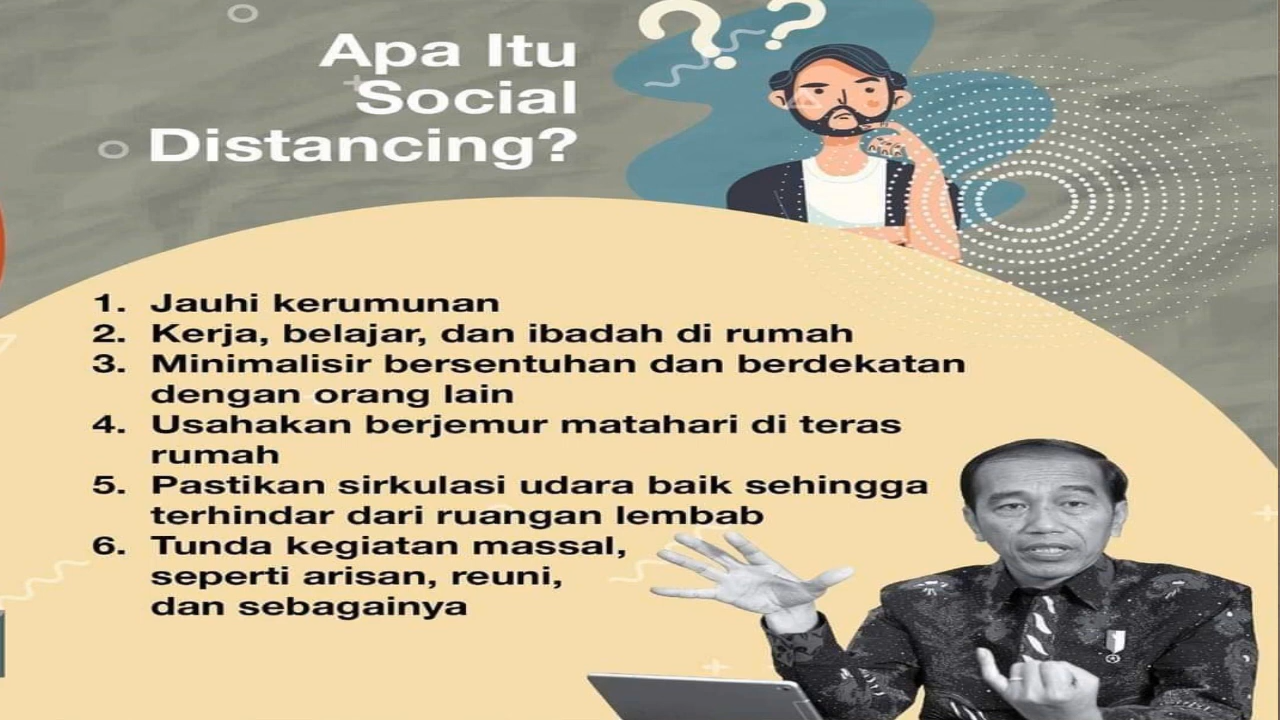 Apa Itu
Social
Distancing?
1. Jauhi kerumunan
2. Kerja, belajar, dan ibadah di rumah
3. Minimalisir bersentuhan dan berdekatan
dengan orang lain
4. Usahakan berjemur matahari di teras
rumah
5. Pastikan sirkulasi udara baik sehingga
terhindar dari ruangan lembab
6. Tunda kegiatan massal,
seperti arisan, reuni,
dan sebagainya